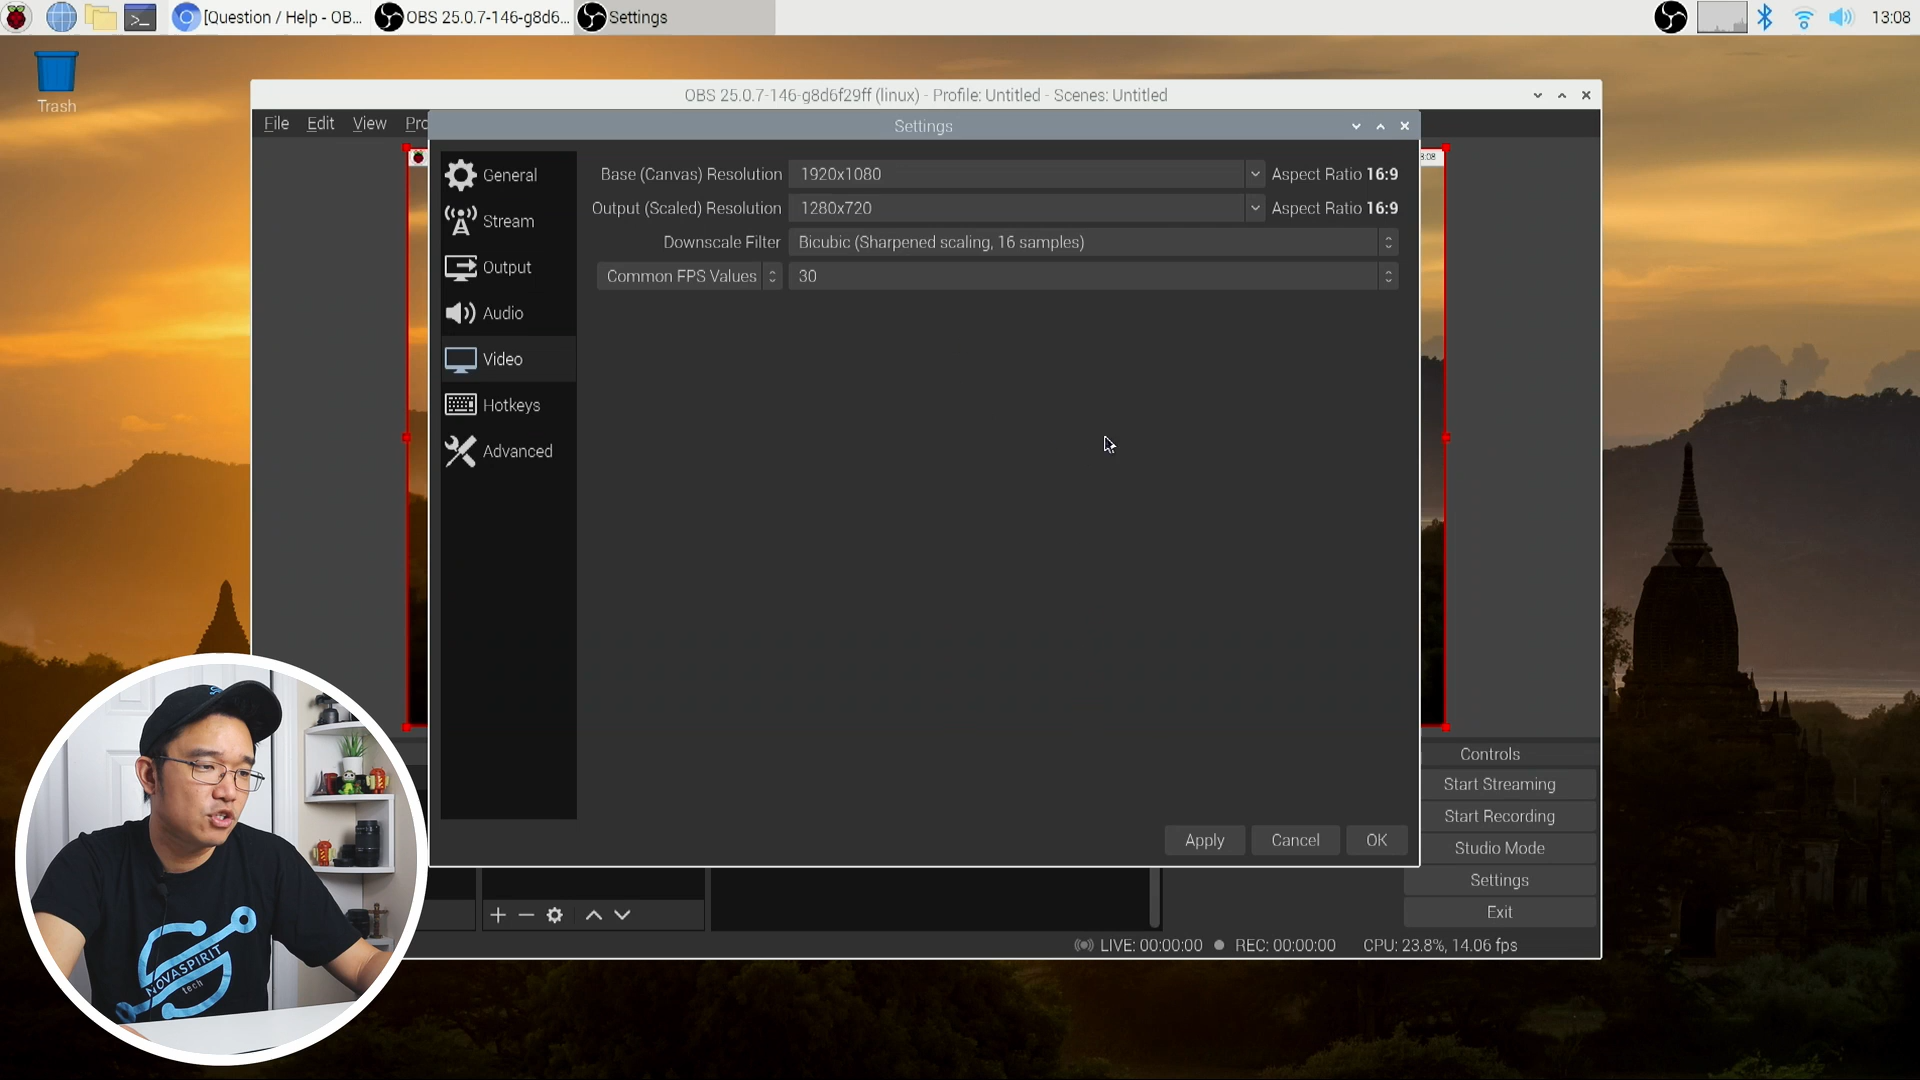 [Question / Help - OB...
OBS 25.0.7-146-g8d6...
Settings
13:08
Trash
OBS 25.0.7-146-g8d6f29ff (linux) - Profile: Untitled - Scenes: Untitled
File
Edit
View
Pro
Settings
8:08
General
Stream
Output
Audio
Video
Hotkeys
Advanced
Base (Canvas) Resolution
1920x1080
Aspect Ratio 16:9
Output (Scaled) Resolution
1280x720
Aspect Ratio 16:9
Downscale Filter
Bicubic (Sharpened scaling, 16 samples)
Common FPS Values
30
Apply
Cancel
OK
Controls
Start Streaming
Start Recording
Studio Mode
Settings
Exit
LIVE: 00:00:00
REC: 00:00:00
CPU: 23.8%, 14.06 fps
NOVASPIRIT
tech